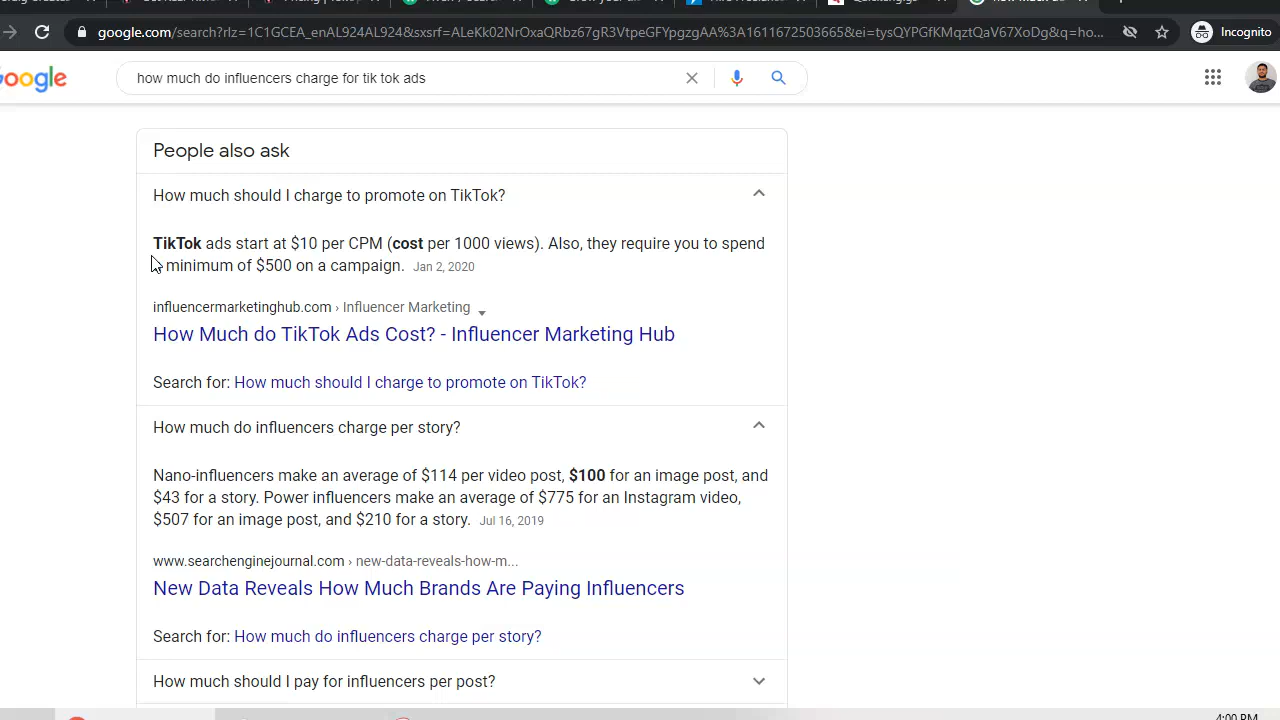 google.com/search?rlz=1C1GCEA_enAL924AL924&sxsrf=ALeKk02NrOxaQRbz67gR3VtpeGFYpgzgAA%3A1611672503665&ei=tysQYPGfKMqztQaV67XoDg&q=ho...
Incognito
oogle
how much do influencers charge for tik tok ads
People also ask
How much should I charge to promote on TikTok?
TikTok ads start at $10 per CPM (cost per 1000 views). Also, they require you to spend
minimum of $500 on a campaign. Jan 2, 2020
influencermarketinghub.com › Influencer Marketing
How Much do TikTok Ads Cost? - Influencer Marketing Hub
Search for: How much should I charge to promote on TikTok?
How much do influencers charge per story?
Nano-influencers make an average of $114 per video post, $100 for an image post, and
$43 for a story. Power influencers make an average of $775 for an Instagram video,
$507 for an image post, and $210 for a story. Jul 16, 2019
www.searchenginejournal.com › new-data-reveals-how-m...
New Data Reveals How Much Brands Are Paying Influencers
Search for: How much do influencers charge per story?
How much should I pay for influencers per post?
4:00 PM